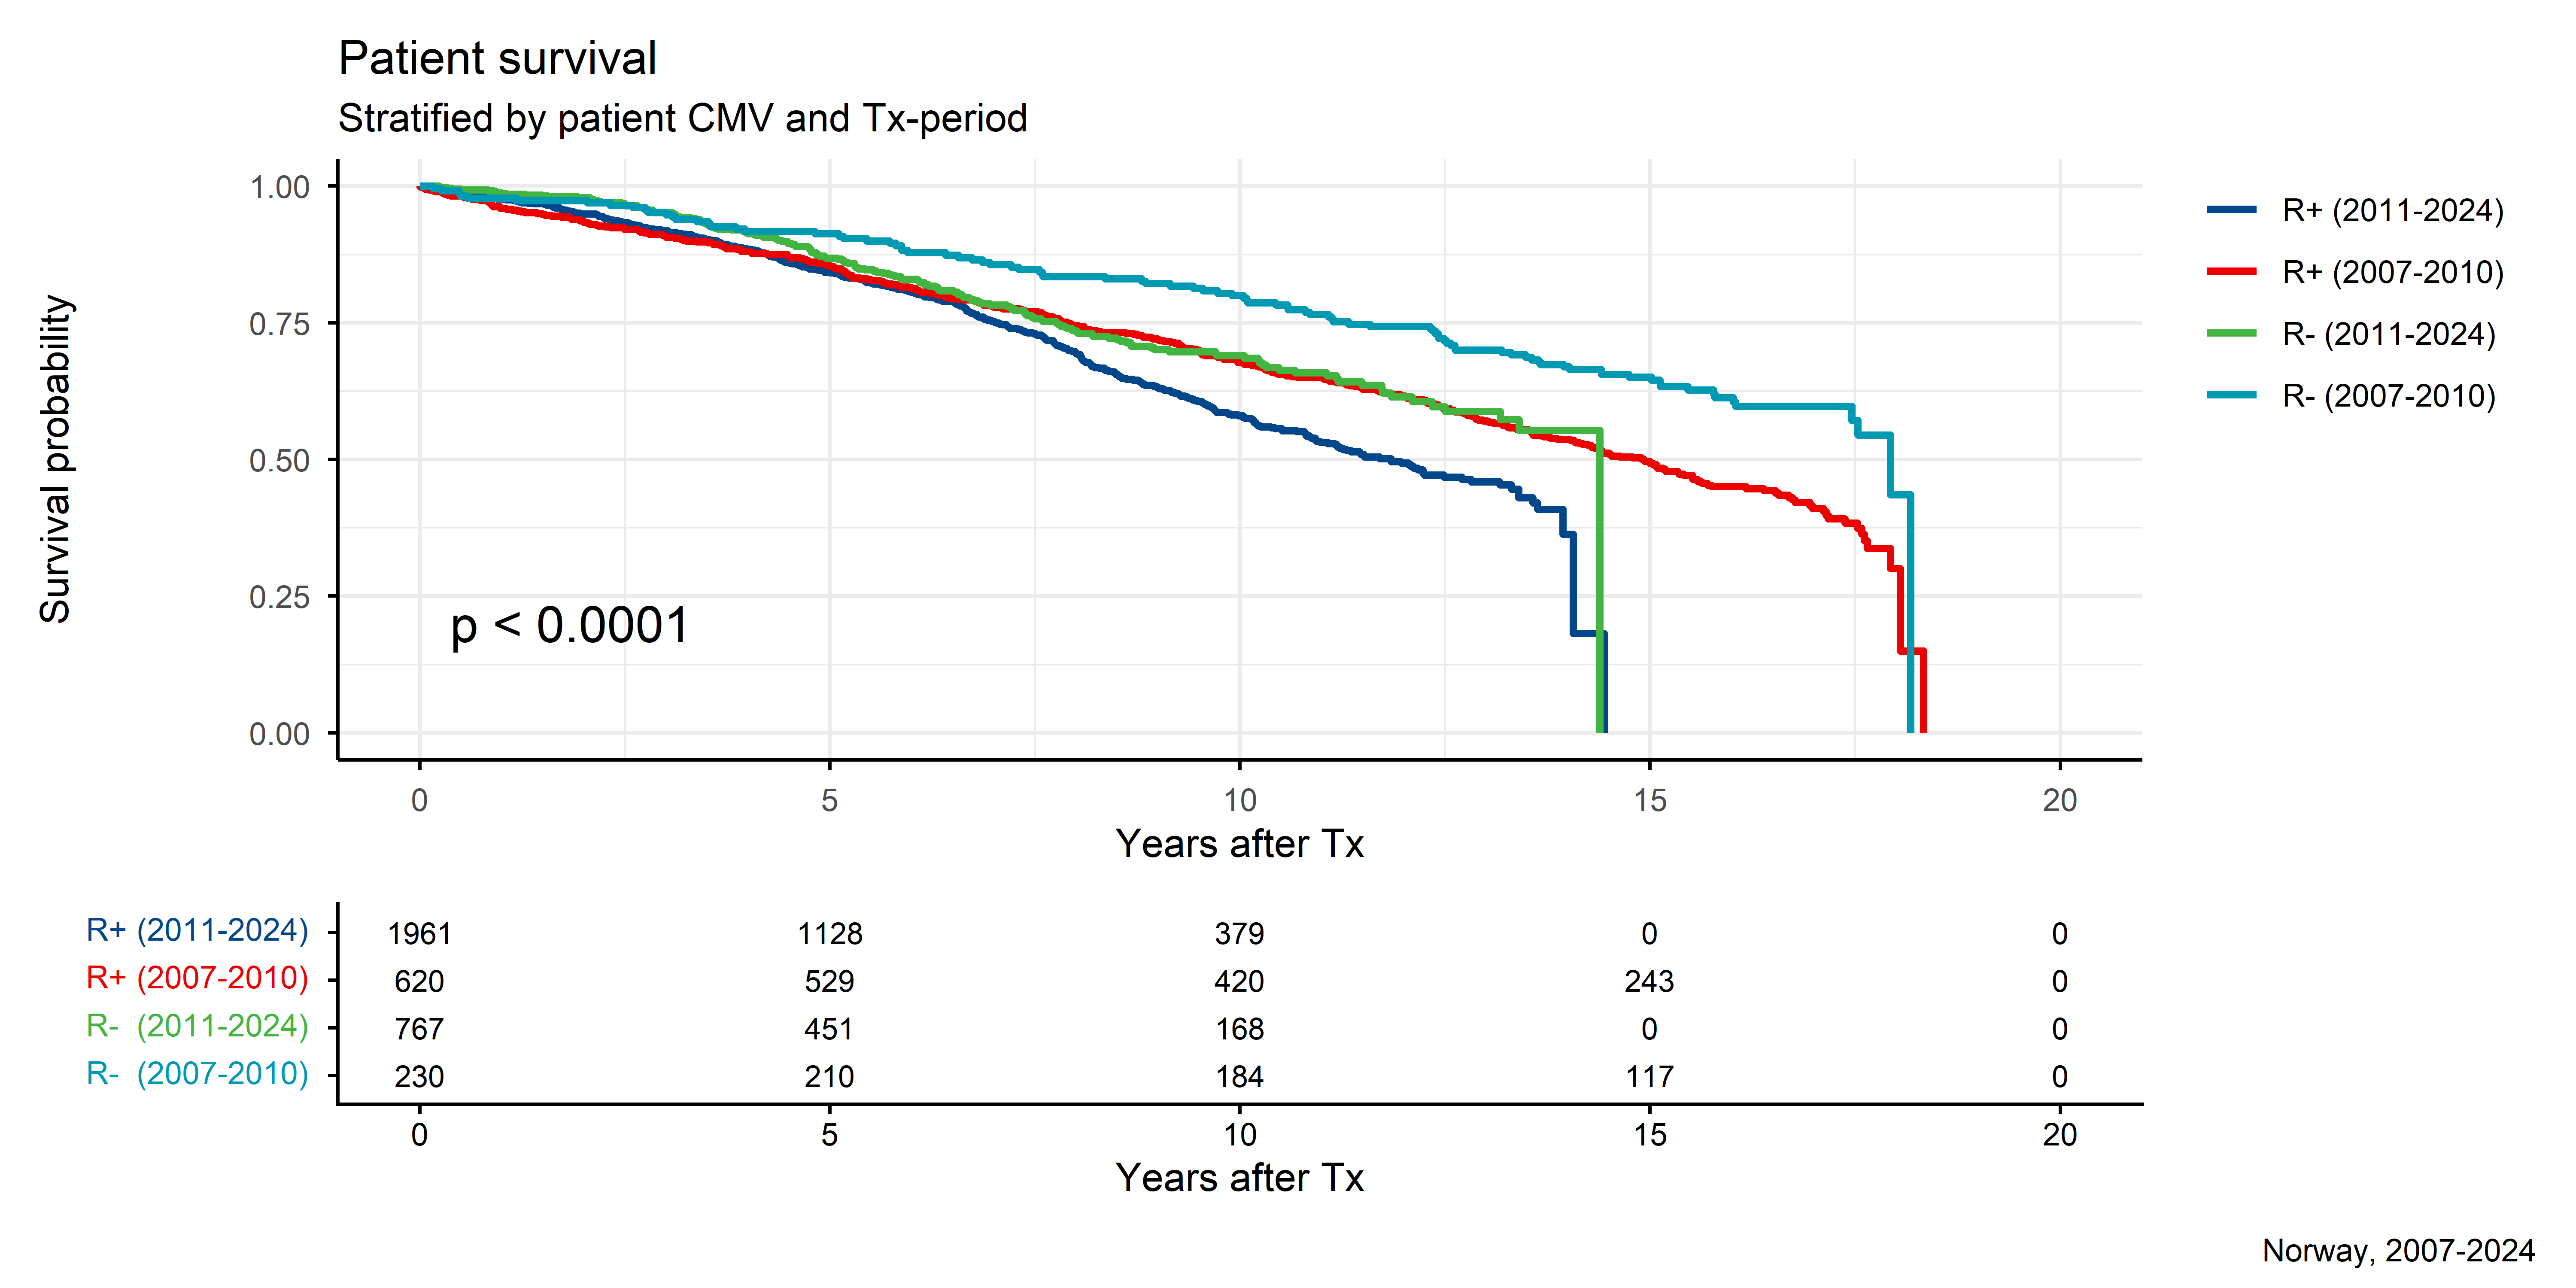 Patient survival
Stratified by patient CMV and Tx-period
Survival probability
1.00
0.75
0.50
0.25
0.00
p < 0.0001
0 5 10 15 20
Years after Tx
R+ (2011-2024)
R+ (2007-2010)
R- (2011-2024)
R- (2007-2010)
R+ (2011-2024) 1961 1128 379 0 0
R+ (2007-2010) 620 529 420 243 0
R- (2011-2024) 767 451 168 0 0
R- (2007-2010) 230 210 184 117 0
0 5 10 15 20
Years after Tx
Norway, 2007-2024